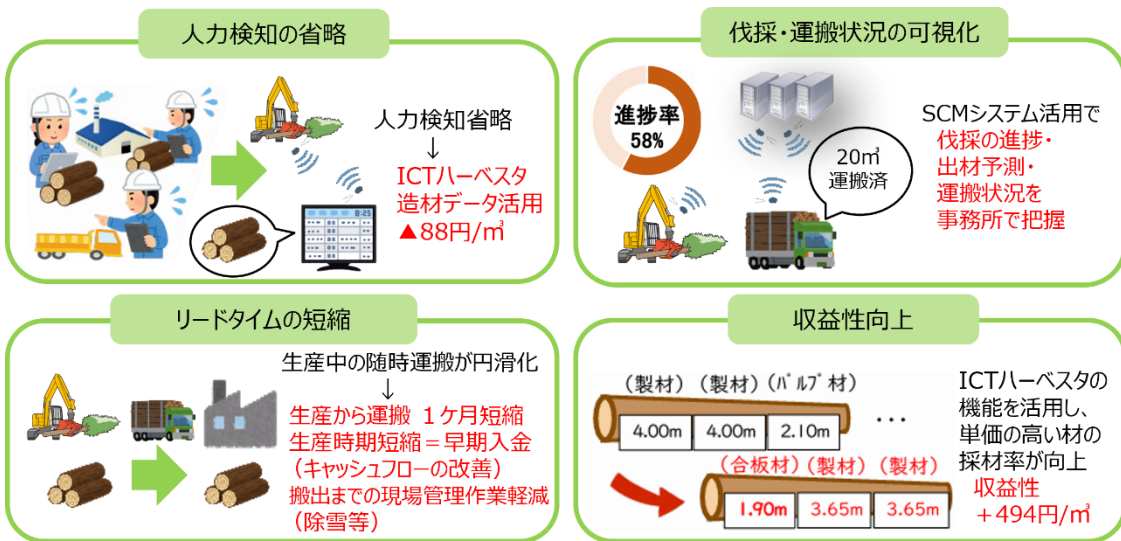 人力検知の省略
人力検知省略
↓
ICTハーベスタ
造材データ活用
▲88円/㎥
8:25
伐採・運搬状況の可視化
進捗率
58%
20㎥
運搬済
SCMシステム活用で
伐採の進捗・
出材予測・
運搬状況を
事務所で把握
リードタイムの短縮
生産中の随時運搬が円滑化
↓
生産から運搬 1ケ月短縮
生産時期短縮＝早期入金
（キャッシュフローの改善）
搬出までの現場管理作業軽減
（除雪等）
収益性向上
（製材） （製材） （パルプ材）
4.00m 4.00m 2.10m …
（合板材） （製材） （製材）
1.90m 3.65m 3.65m
ICTハーベスタの
機能を活用し、
単価の高い材の
採材率が向上
収益性
＋494円/㎥